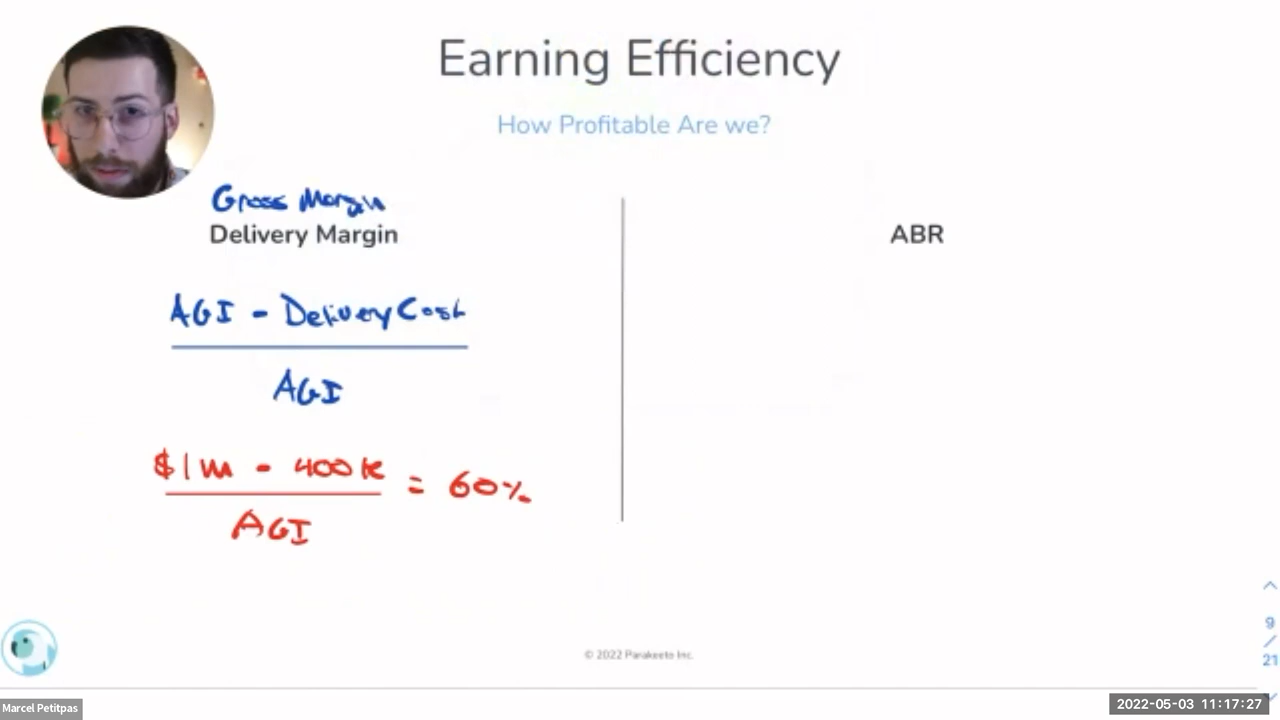 Earning Efficiency
How Profitable Are we?
Gross Margin
Delivery Margin
ABR
AGI - Delivery Cost
AGI
$1m - 400k = 60%
AGI
© 2022 Parakeeto Inc.
9
/
21
Marcel Petitpas
2022-05-03 11:17:27